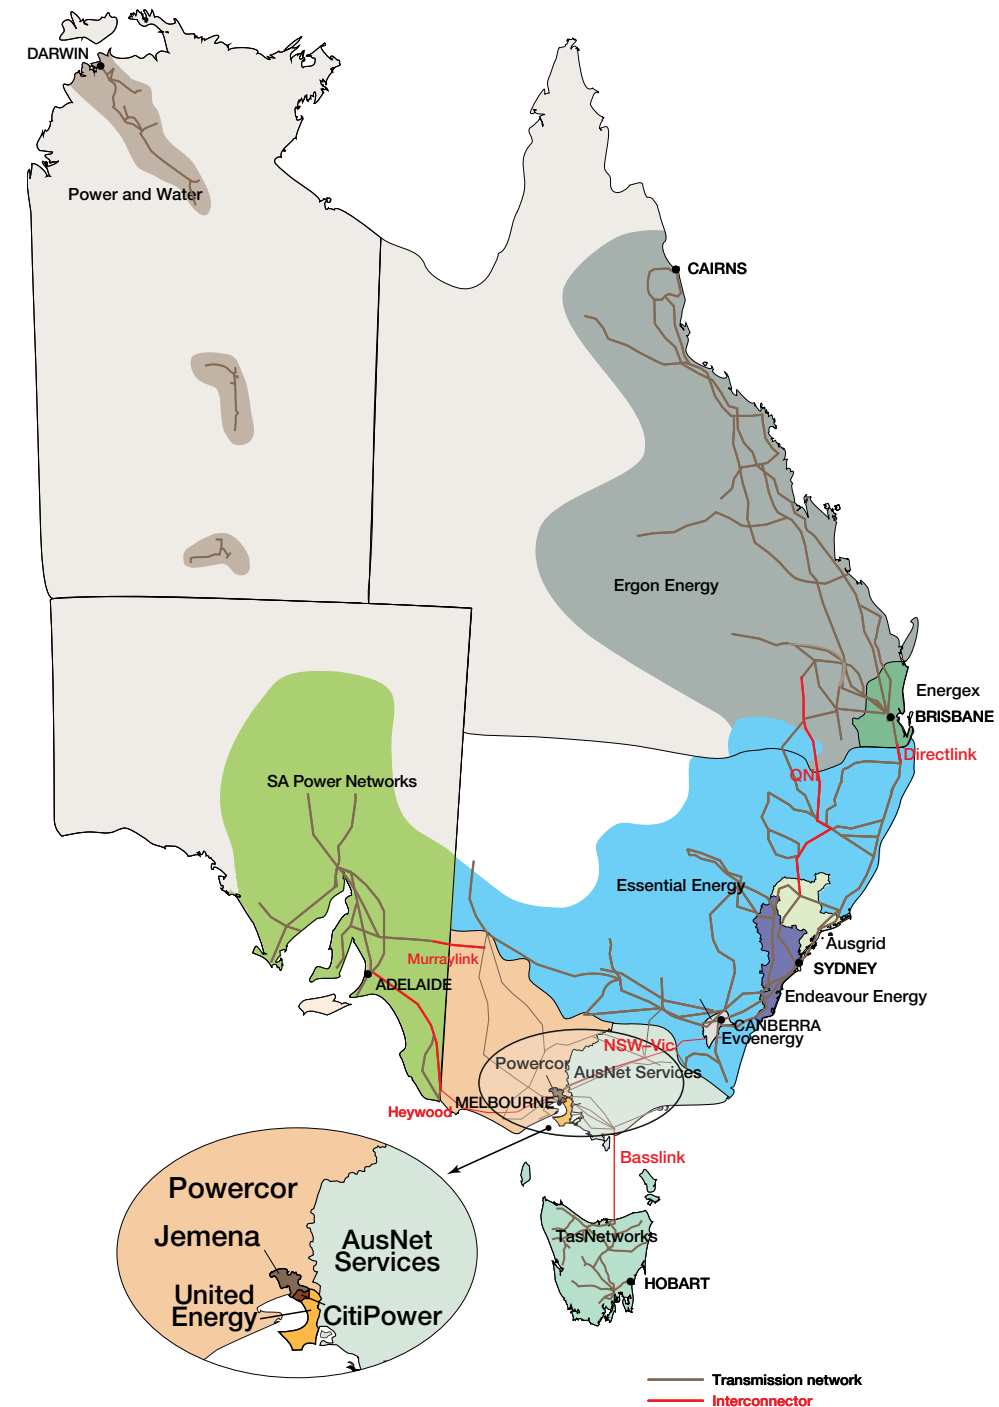 DARWIN
Power and Water
CAIRNS
Ergon Energy
Energex
BRISBANE
Directlink
QNI
SA Power Networks
Essential Energy
Ausgrid
SYDNEY
Murraylink
ADELAIDE
Endeavour Energy
CANBERRA
Evoenergy
NSW–Vic
Powercor
AusNet Services
MELBOURNE
Heywood
Basslink
Powercor
Jemena
AusNet
Services
United
Energy
CitiPower
TasNetworks
HOBART
Transmission network
Interconnector